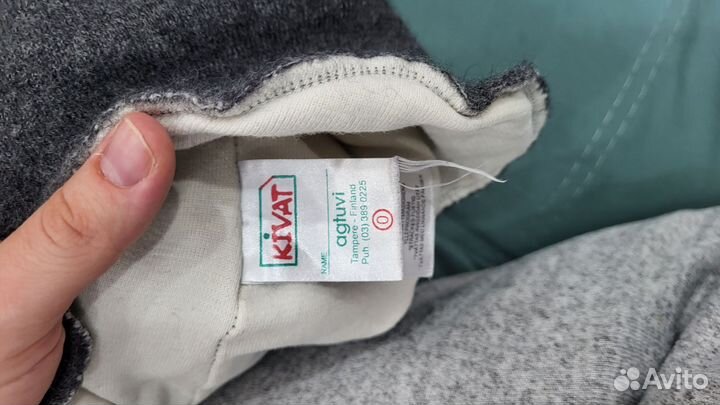 KIVAT
NAME
agtuvi
Tampere - Finland
Puh (03) 389 0225
0
Avito